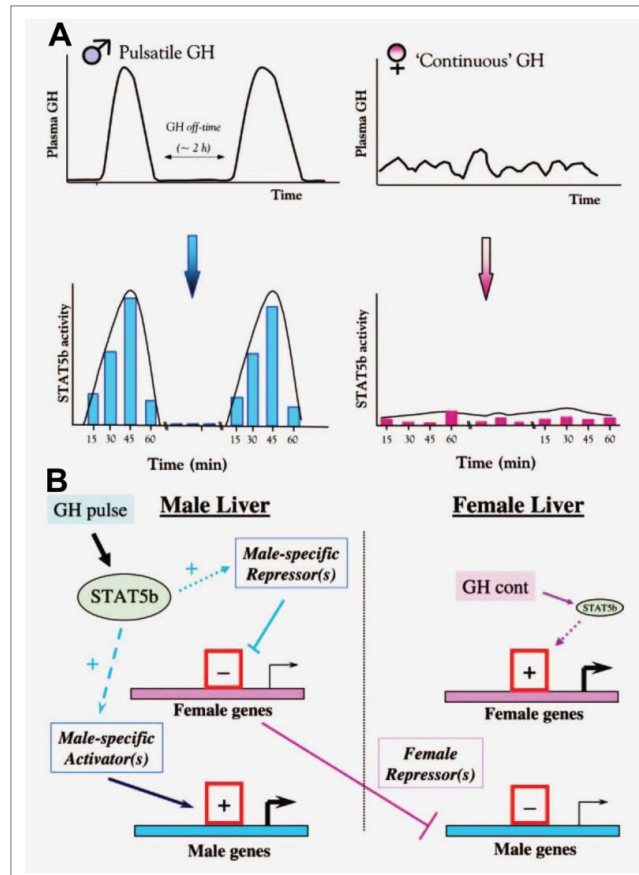 A
Pulsatile GH
Plasma GH
GH off-time
(~ 2 h)
Time
'Continuous' GH
Plasma GH
Time
STAT5b activity
15 30 45 60 15 30 45 60
Time (min)
STAT5b activity
15 30 45 60 15 30 45 60
Time (min)
B
Male Liver
Female Liver
GH pulse
STAT5b
+
Male-specific
Repressor(s)
+
–
Female genes
Male-specific
Activator(s)
+
Male genes
GH cont
STAT5b
+
Female genes
Female
Repressor(s)
–
Male genes